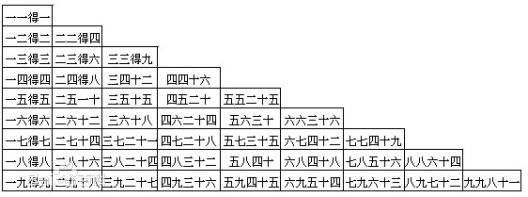 一一得一
一二得二 二二得四
一三得三 二三得六 三三得九
一四得四 二四得八 三四十二 四四十六
一五得五 二五一十 三五十五 四五二十 五五二十五
一六得六 二六十二 三六十八 四六二十四 五六三十 六六三十六
一七得七 二七十四 三七二十一 四七二十八 五七三十五 六七四十二 七七四十九
一八得八 二八十六 三八二十四 四八三十二 五八四十 六八四十八 七八五十六 八八六十四
一九得九 二九十八 三九二十七 四九三十六 五九四十五 六九五十四 七九六十三 八九七十二 九九八十一